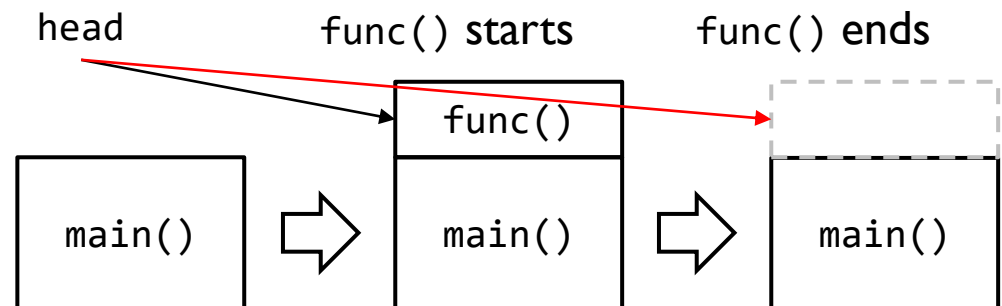 head func() starts func() ends
func()
main() main() main()